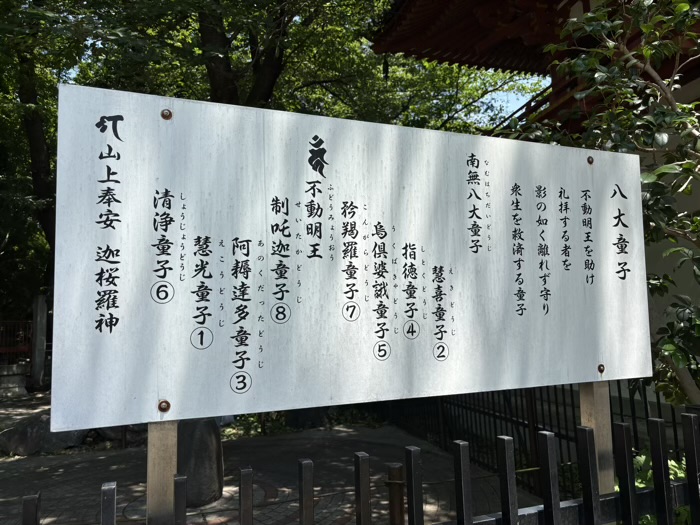 八大童子
不動明王を助け
礼拝する者を
影の如く離れず守り
衆生を救済する童子
南無八大童子
なむはちだいどうじ
慧喜童子②
えきどうじ
指徳童子④
しとくどうじ
烏倶婆誐童子⑤
うくばきゃどうじ
矜羯羅童子⑦
こんがらどうじ
不動明王
ふどうみょうおう
制吒迦童子⑧
せいたかどうじ
阿耨達多童子③
あのくだったどうじ
慧光童子①
えこうどうじ
清浄童子⑥
しょうじょうどうじ
山上奉安 迦桜羅神